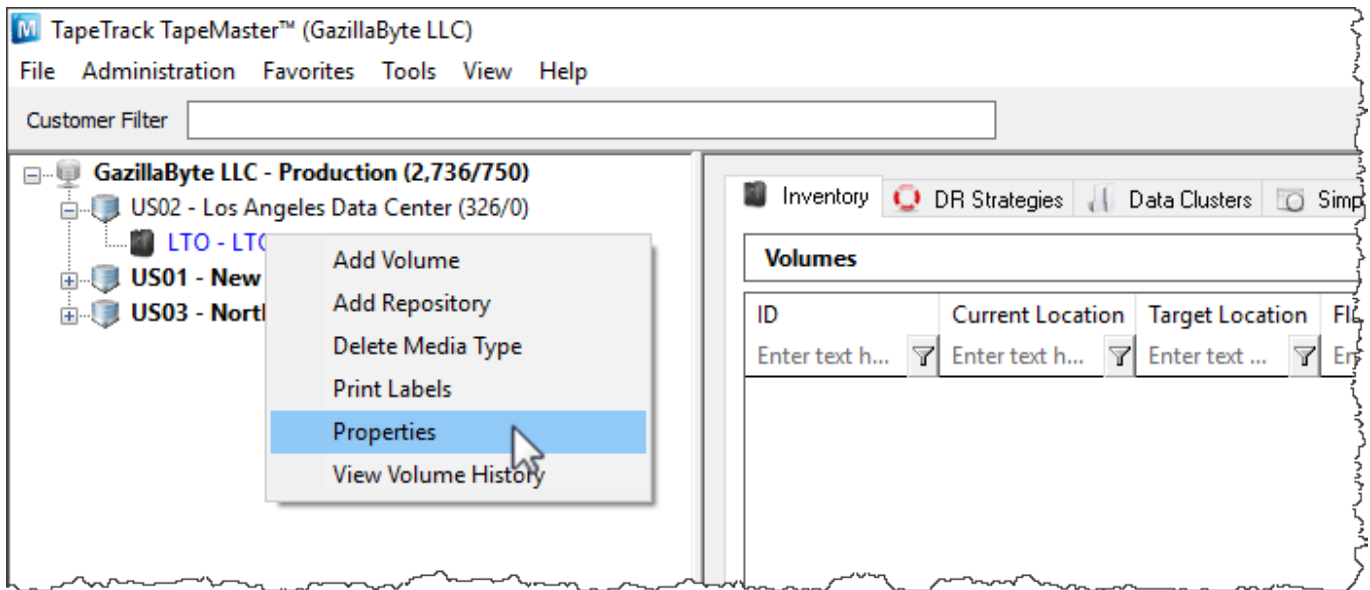 TapeTrack TapeMaster™ (GazillaByte LLC)
File Administration Favorites Tools View Help
Customer Filter
GazillaByte LLC - Production (2,736/750)
US02 - Los Angeles Data Center (326/0)
LTO - LTO
US01 - New
US03 - North
Add Volume
Add Repository
Delete Media Type
Print Labels
Properties
View Volume History
Inventory DR Strategies Data Clusters Simp
Volumes
ID Current Location Target Location
Enter text h... Enter text h... Enter text ...